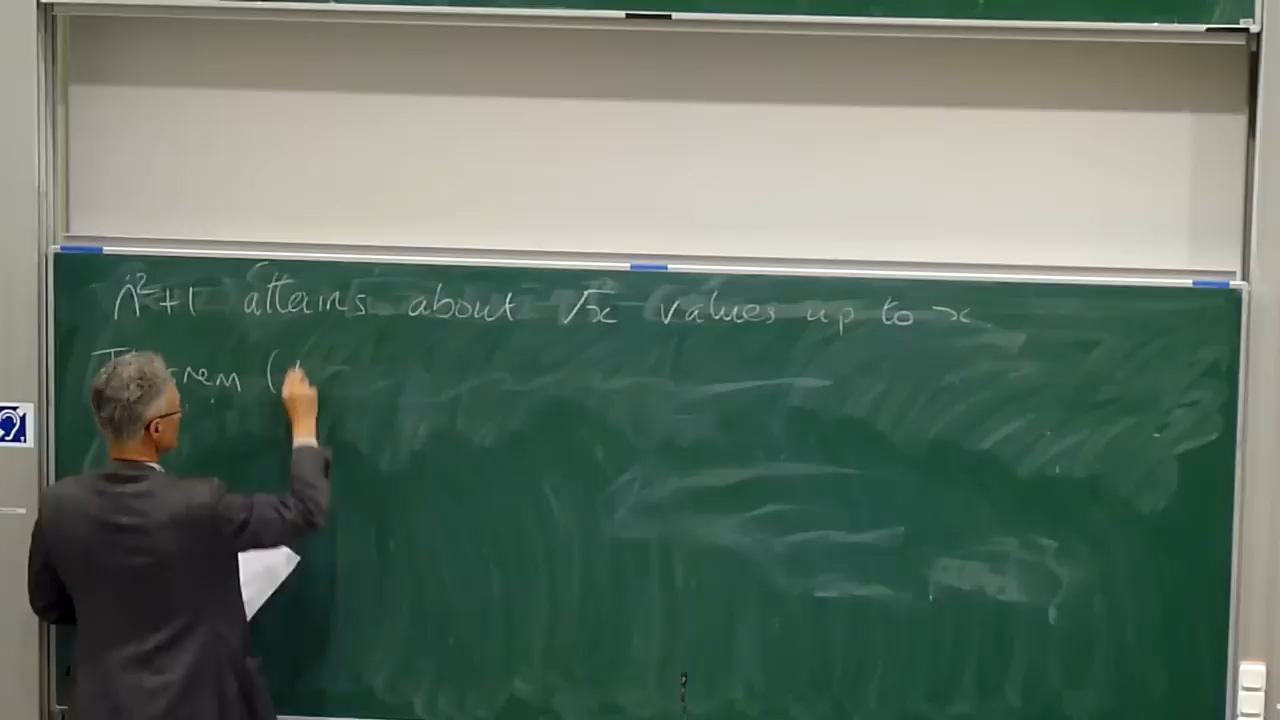 n²+1 attains about √x values up to x
Theorem (